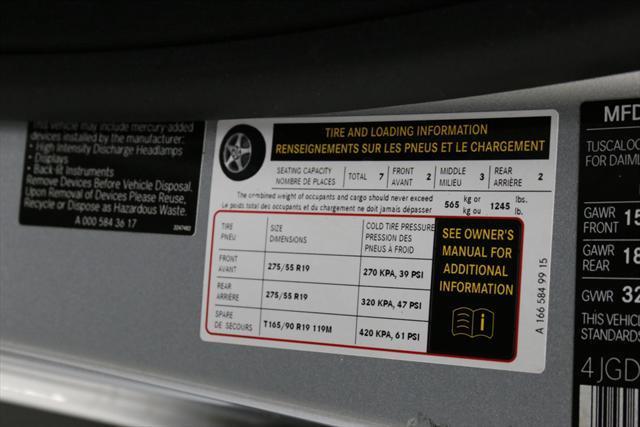 This vehicle may include mercury-added
devices installed by the manufacturer:
• High Intensity Discharge Headlamps
• Displays
• Back-lit Instruments
Remove Devices Before Vehicle Disposal.
Upon Removal of Devices Please Reuse,
Recycle or Dispose as Hazardous Waste.
A 000 584 36 17
TIRE AND LOADING INFORMATION
RENSEIGNEMENTS SUR LES PNEUS ET LE CHARGEMENT
SEATING CAPACITY
NOMBRE DE PLACES
TOTAL 7
FRONT
AVANT 2
MIDDLE
MILIEU 3
REAR
ARRIÈRE 2
The combined weight of occupants and cargo should never exceed
Le poids total des occupants et du chargement ne doit jamais dépasser
565 kg or
kg ou
1245 lbs.
lb.
TIRE
PNEU
SIZE
DIMENSIONS
COLD TIRE PRESSURE
PRESSION DES
PNEUS À FROID
FRONT
AVANT
275/55 R19
270 KPA, 39 PSI
REAR
ARRIÈRE
275/55 R19
320 KPA, 47 PSI
SPARE
DE SECOURS
T165/90 R19 119M
420 KPA, 61 PSI
SEE OWNER'S
MANUAL FOR
ADDITIONAL
INFORMATION
i
A 166 584 99 15
MFD
TUSCALOO
FOR DAIML
GAWR
FRONT 15
GAWR
REAR 18
GVWR 32
THIS VEHICL
STANDARDS
4JGD